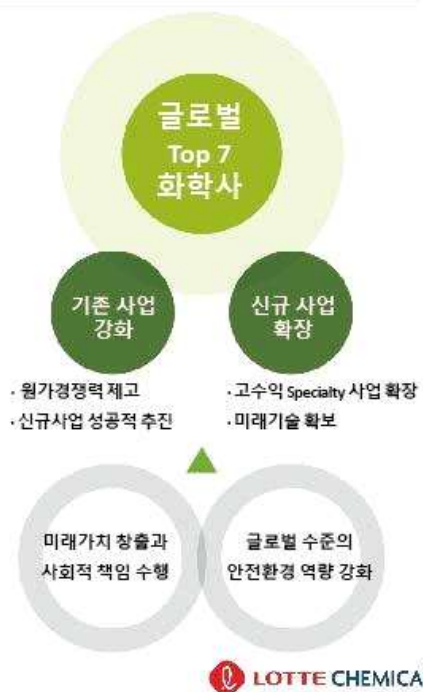 글로벌
Top 7
화학사
기존 사업
강화
신규 사업
확장
· 원가경쟁력 제고
· 신규사업 성공적 추진
· 고수익 Specialty 사업 확장
· 미래기술 확보
미래가치 창출과
사회적 책임 수행
글로벌 수준의
안전환경 역량 강화
LOTTE CHEMICA